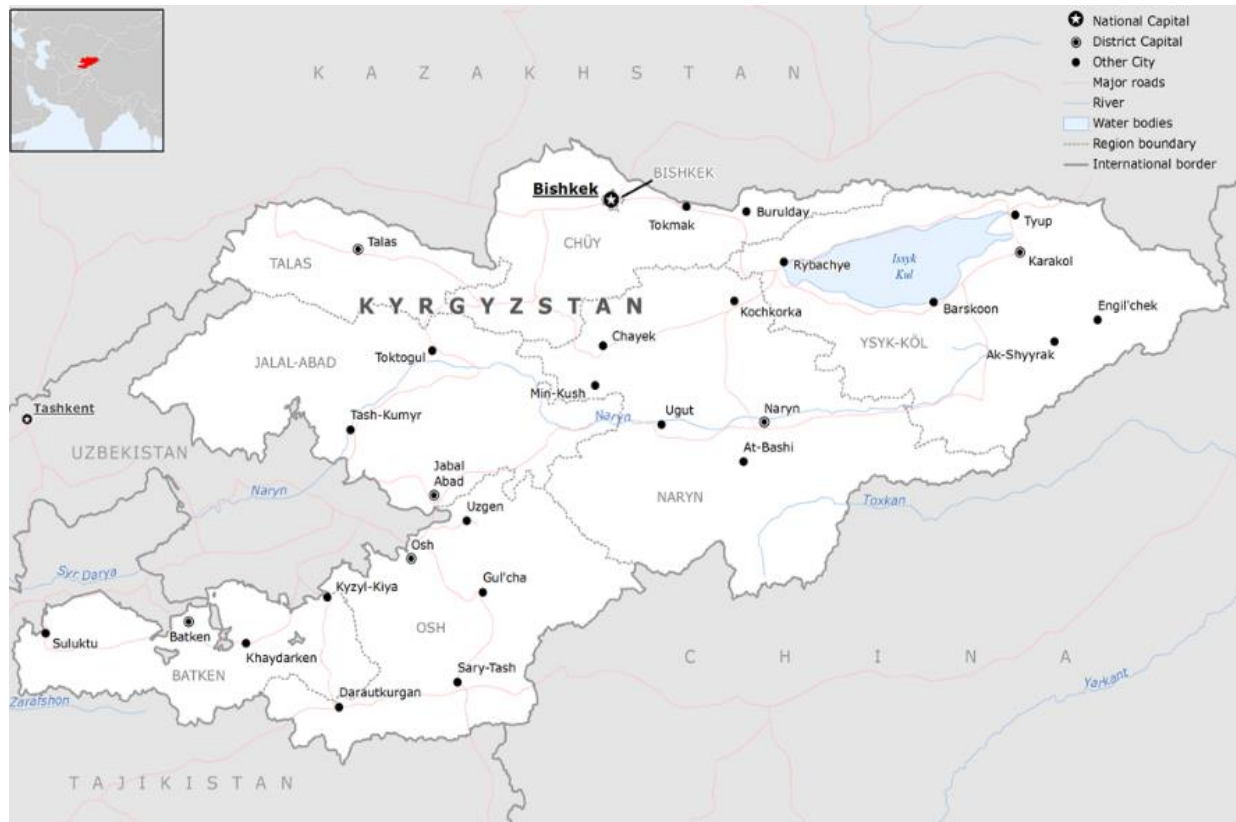 National Capital
District Capital
Other City
Major roads
River
Water bodies
Region boundary
International border
K A Z A K H S T A N
BISHKEK
Bishkek
Tokmak
Burulday
Tyup
CHÜY
Talas
TALAS
Issyk
Kul
Karakol
Rybachye
K Y R G Y Z S T A N
Kochkorka
Barskoon
Engil'chek
Chayek
YSYK-KÖL
Ak-Shyyrak
Toktogul
JALAL-ABAD
Min-Kush
Tashkent
Tash-Kumyr
Naryn
Ugut
Naryn
UZBEKISTAN
At-Bashi
Jabal
Abad
Naryn
NARYN
Toxkan
Uzgen
Osh
Syr Darya
Kyzyl-Kiya
Gul'cha
Suluktu
Batken
OSH
Khaydarken
BATKEN
Sary-Tash
C H I N A
Yarkant
Darautkurgan
Zarafshon
T A J I K I S T A N